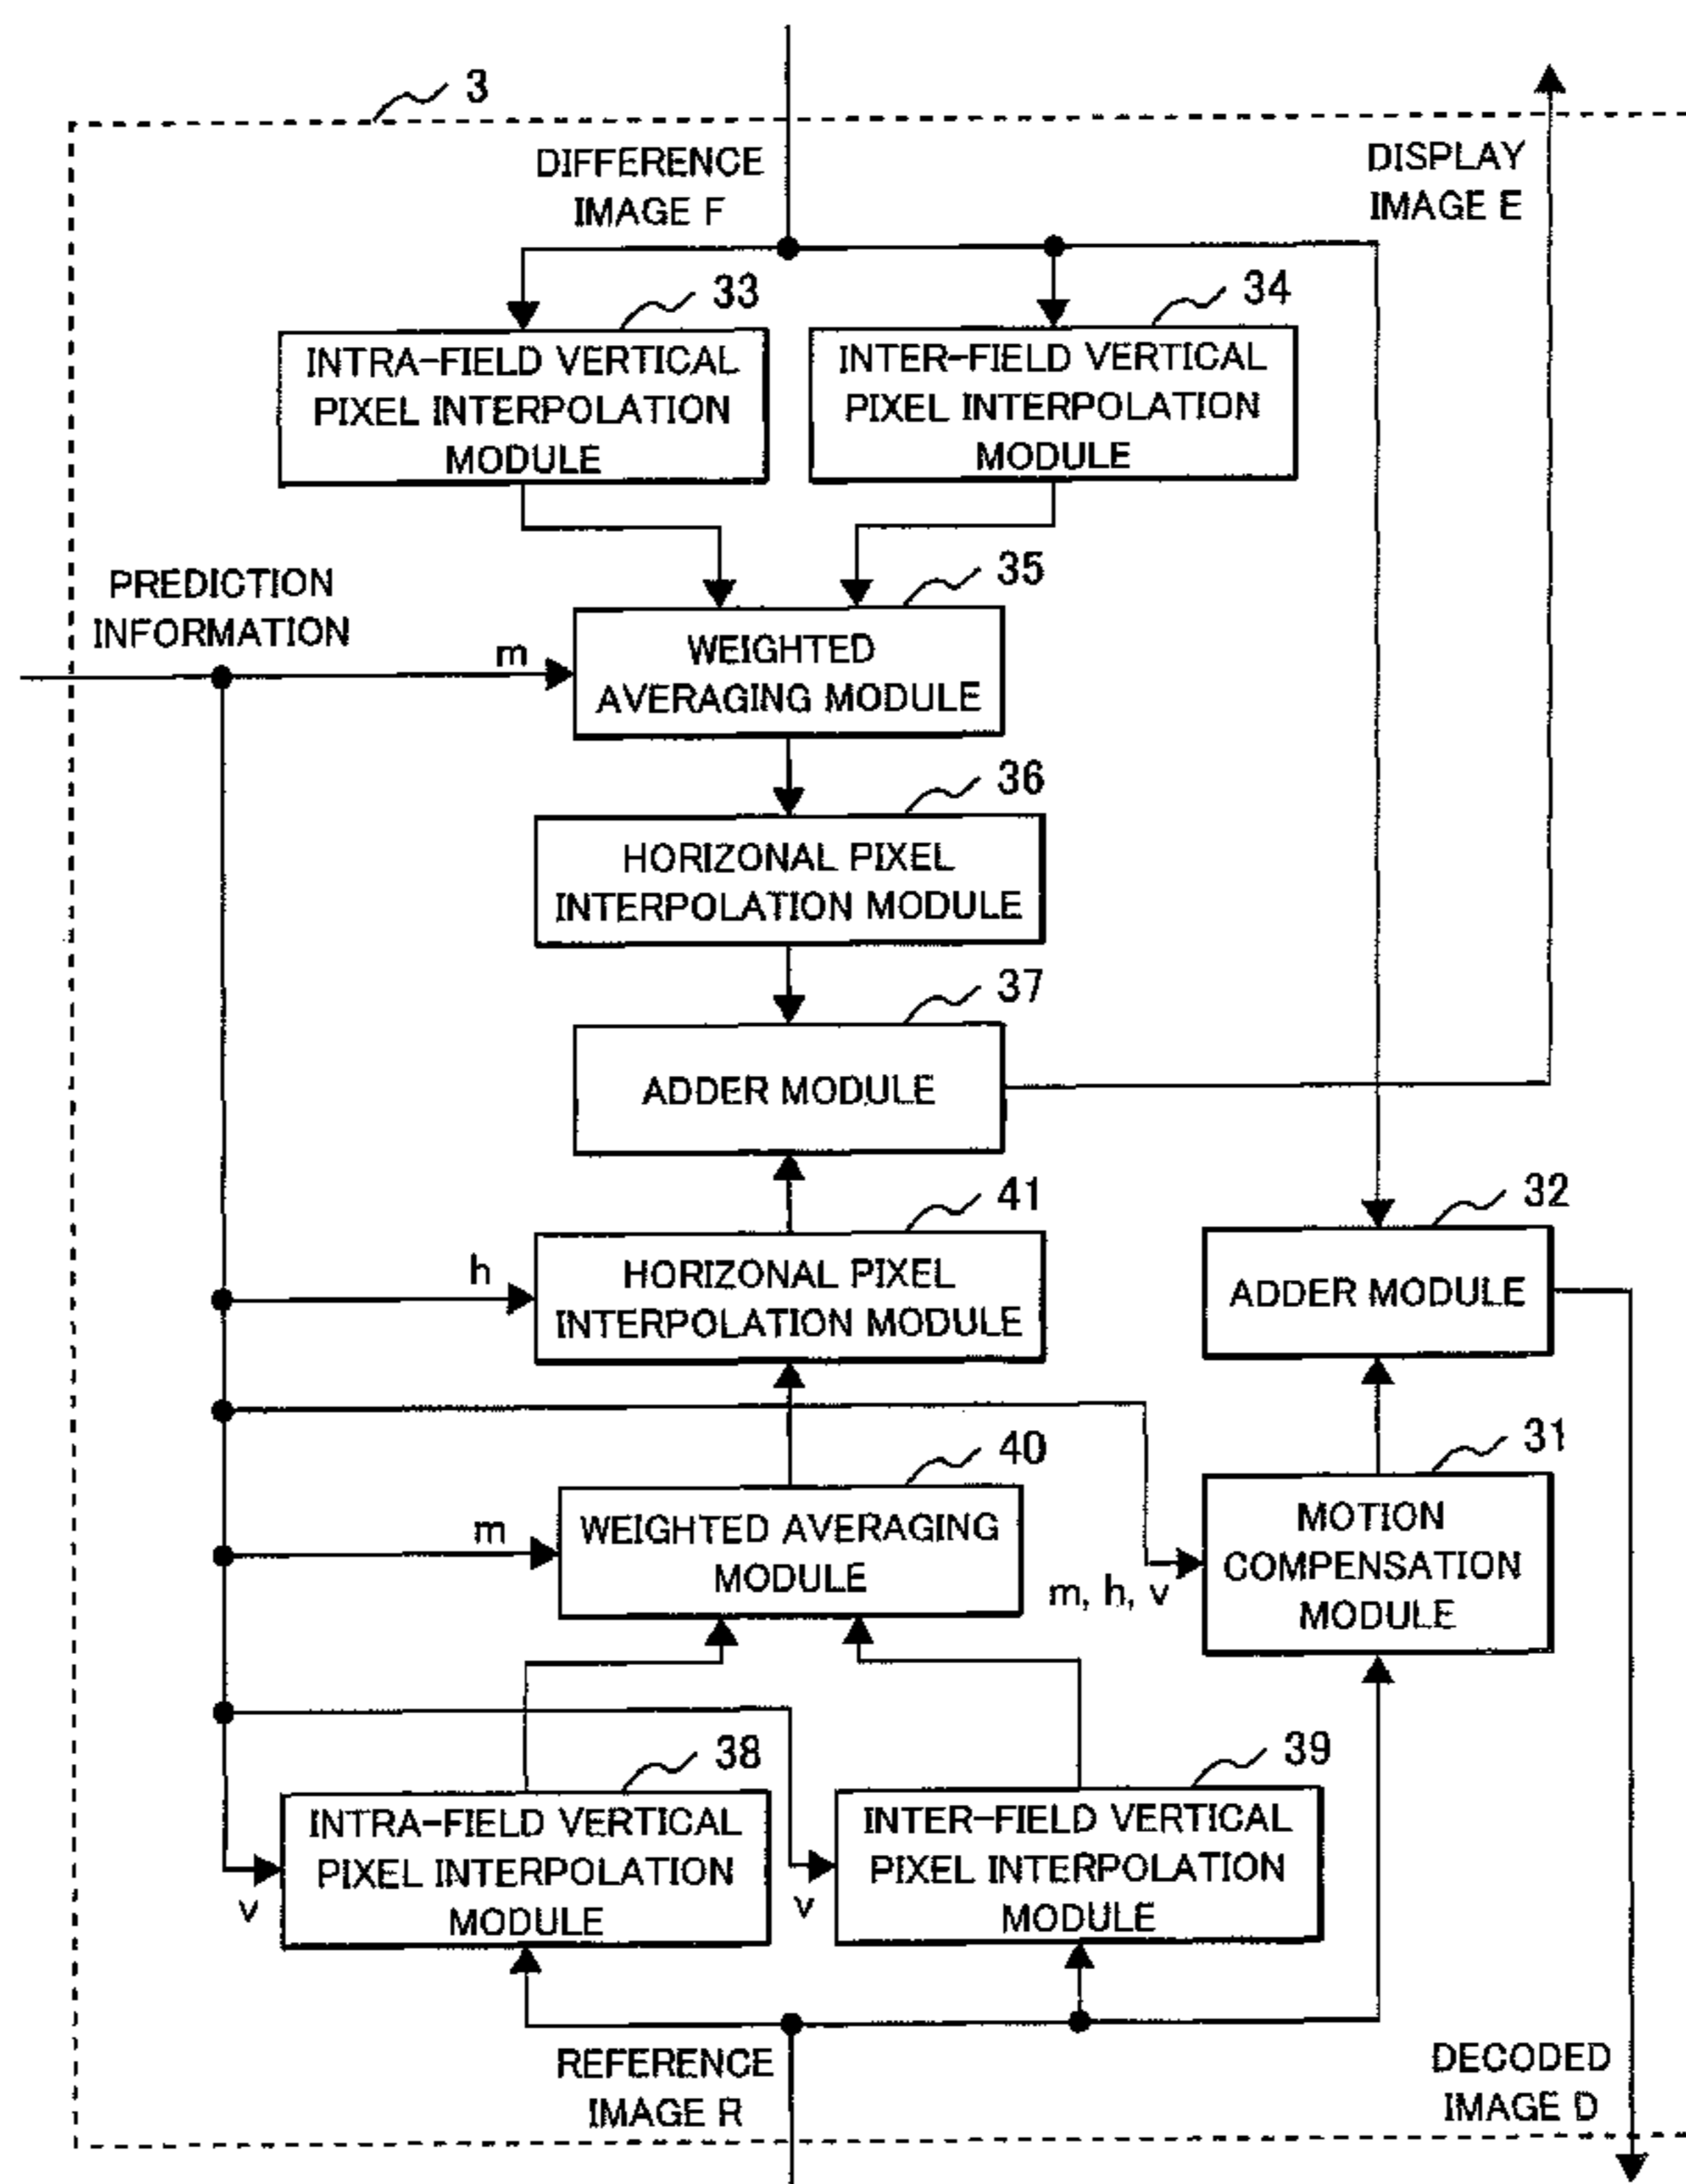 3
DIFFERENCE
IMAGE F
DISPLAY
IMAGE E
33
INTRA-FIELD VERTICAL
PIXEL INTERPOLATION
MODULE
34
INTER-FIELD VERTICAL
PIXEL INTERPOLATION
MODULE
PREDICTION
INFORMATION
m
35
WEIGHTED
AVERAGING MODULE
36
HORIZONAL PIXEL
INTERPOLATION MODULE
37
ADDER MODULE
41
h
HORIZONAL PIXEL
INTERPOLATION MODULE
32
ADDER MODULE
40
m
WEIGHTED AVERAGING
MODULE
31
m, h, v
MOTION
COMPENSATION
MODULE
38
v
INTRA-FIELD VERTICAL
PIXEL INTERPOLATION
MODULE
39
v
INTER-FIELD VERTICAL
PIXEL INTERPOLATION
MODULE
REFERENCE
IMAGE R
DECODED
IMAGE D